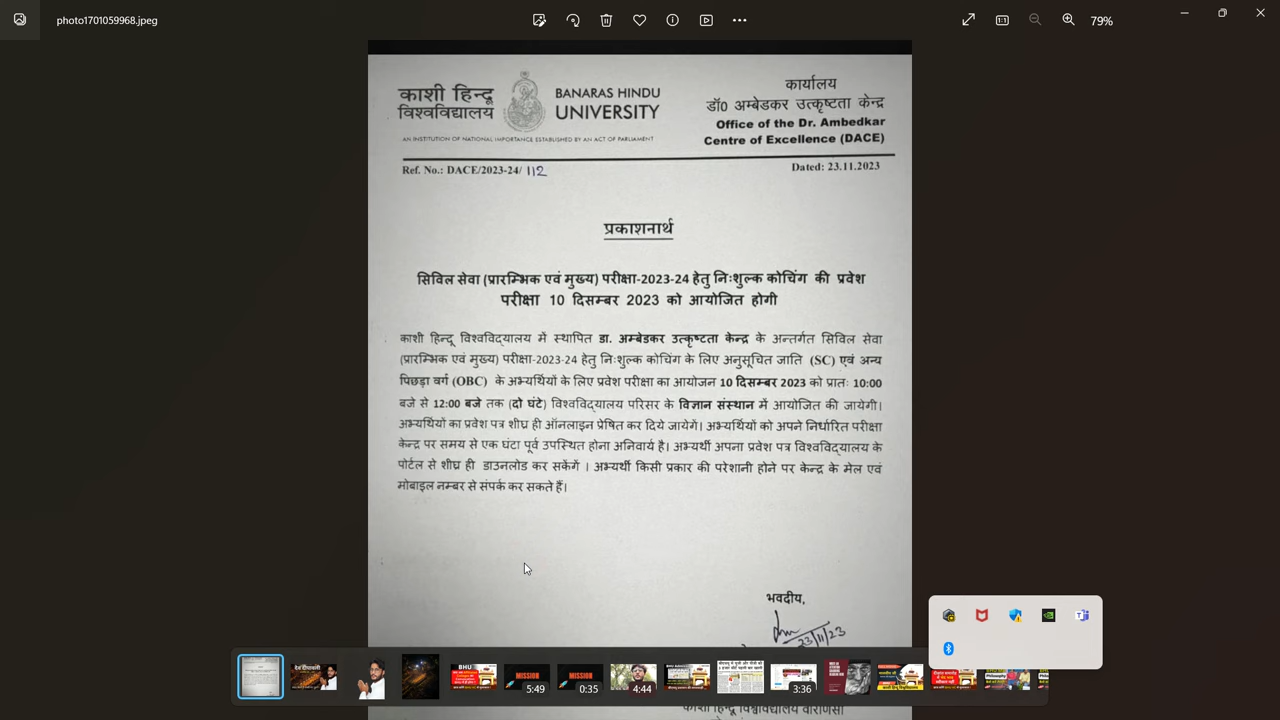 photo1701059968.jpeg
79%
काशी हिन्दू
विश्वविद्यालय
BANARAS HINDU
UNIVERSITY
AN INSTITUTION OF NATIONAL IMPORTANCE ESTABLISHED BY AN ACT OF PARLIAMENT
कार्यालय
डॉ0 अम्बेडकर उत्कृष्टता केन्द्र
Office of the Dr. Ambedkar
Centre of Excellence (DACE)
Ref. No.: DACE/2023-24/ 112
Dated: 23.11.2023
प्रकाशनार्थ
सिविल सेवा (प्रारम्भिक एवं मुख्य) परीक्षा-2023-24 हेतु निःशुल्क कोचिंग की प्रवेश
परीक्षा 10 दिसम्बर 2023 को आयोजित होगी
काशी हिन्दू विश्वविद्यालय में स्थापित डा. अम्बेडकर उत्कृष्टता केन्द्र के अन्तर्गत सिविल सेवा
(प्रारम्भिक एवं मुख्य) परीक्षा-2023-24 हेतु निःशुल्क कोचिंग के लिए अनुसूचित जाति (SC) एवं अन्य
पिछड़ा वर्ग (OBC) के अभ्यर्थियों के लिए प्रवेश परीक्षा का आयोजन 10 दिसम्बर 2023 को प्रातः 10:00
बजे से 12:00 बजे तक (दो घंटे) विश्वविद्यालय परिसर के विज्ञान संस्थान में आयोजित की जायेगी।
अभ्यर्थियों का प्रवेश पत्र शीघ्र ही ऑनलाइन प्रेषित कर दिये जायेगें। अभ्यर्थियों को अपने निर्धारित परीक्षा
केन्द्र पर समय से एक घंटा पूर्व उपस्थित होना अनिवार्य है। अभ्यर्थी अपना प्रवेश पत्र विश्वविद्यालय के
पोर्टल से शीघ्र ही डाउनलोड कर सकेंगें । अभ्यर्थी किसी प्रकार की परेशानी होने पर केन्द्र के मेल एवं
मोबाइल नम्बर से संपर्क कर सकते हैं।
भवदीय,
23/11/23
BHU
MISSION
5:49
MISSION
0:35
4:44
3:36
काशी हिन्दू विश्वविद्यालय वाराणसी